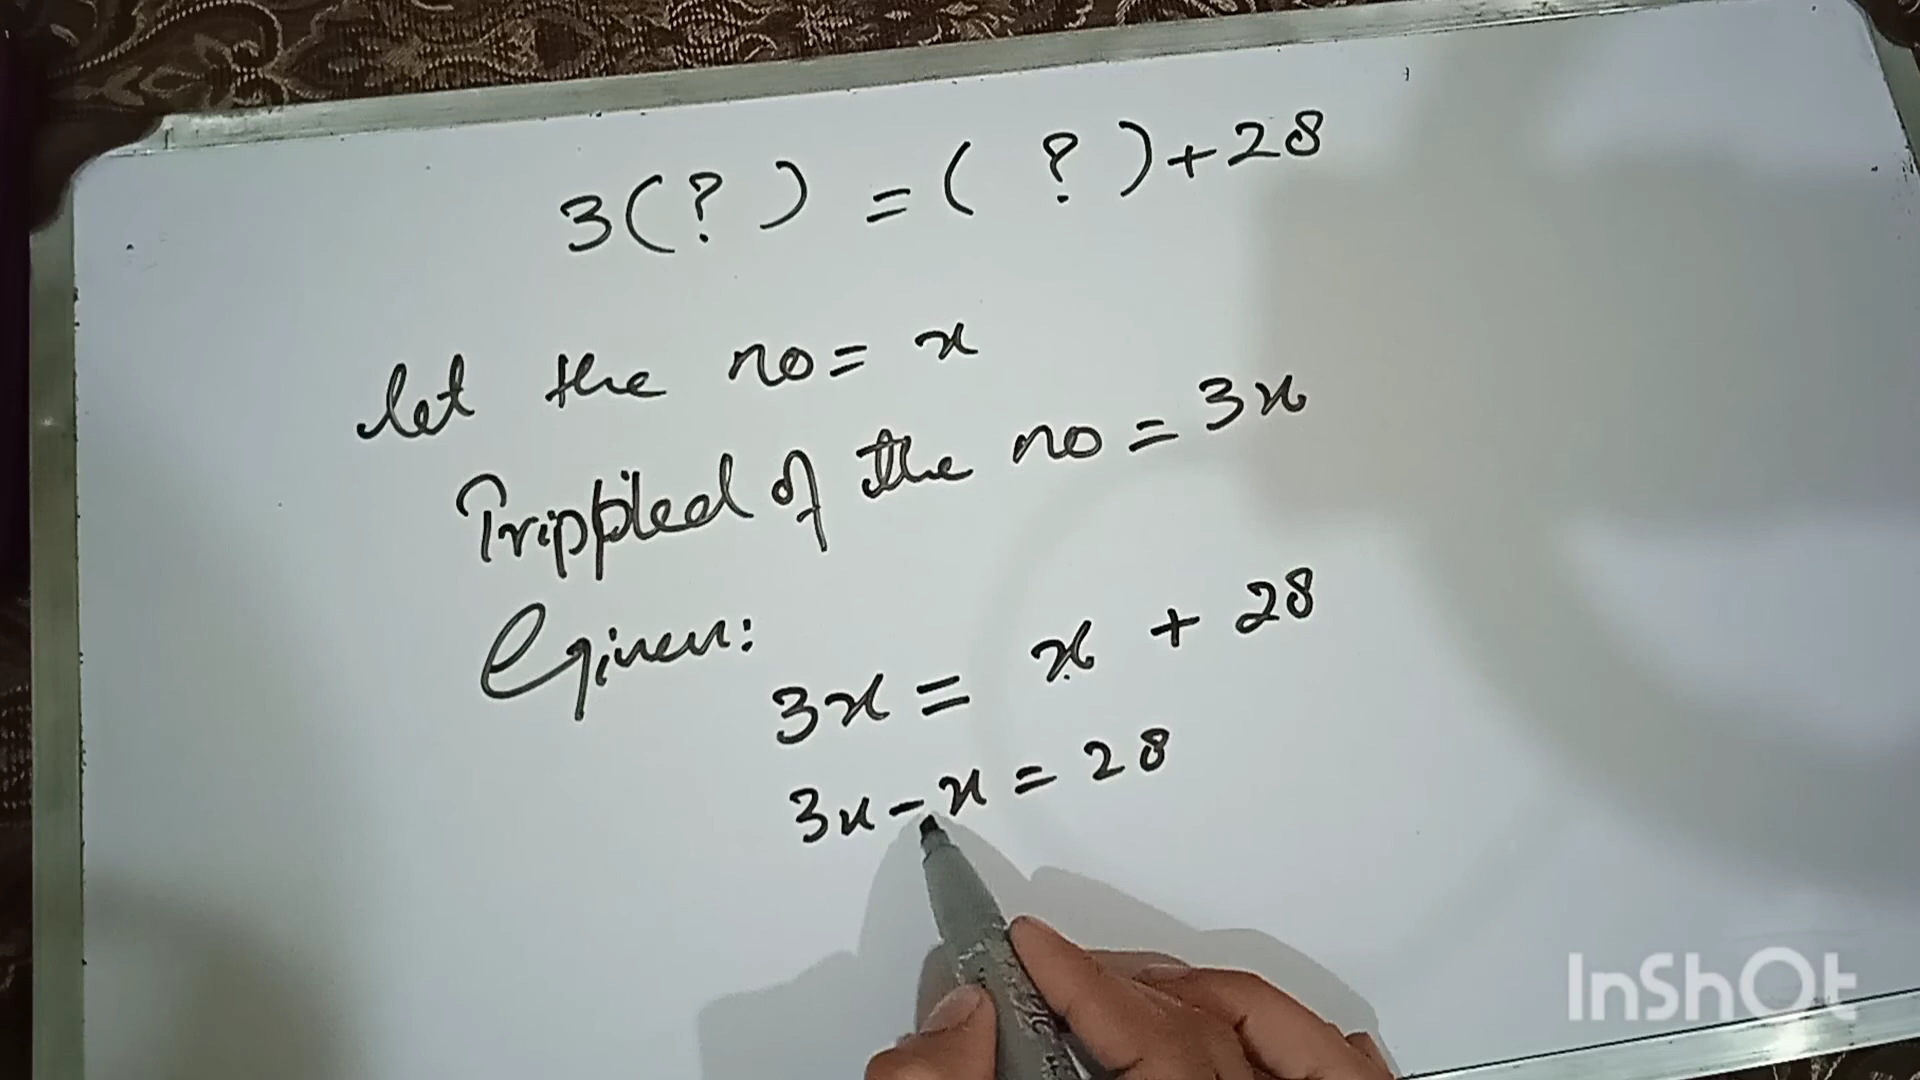 3(?) = ( ? )+28
let the no = x
Trippled of the no = 3x
Given:
3x = x + 28
3x - x = 28
InShOt